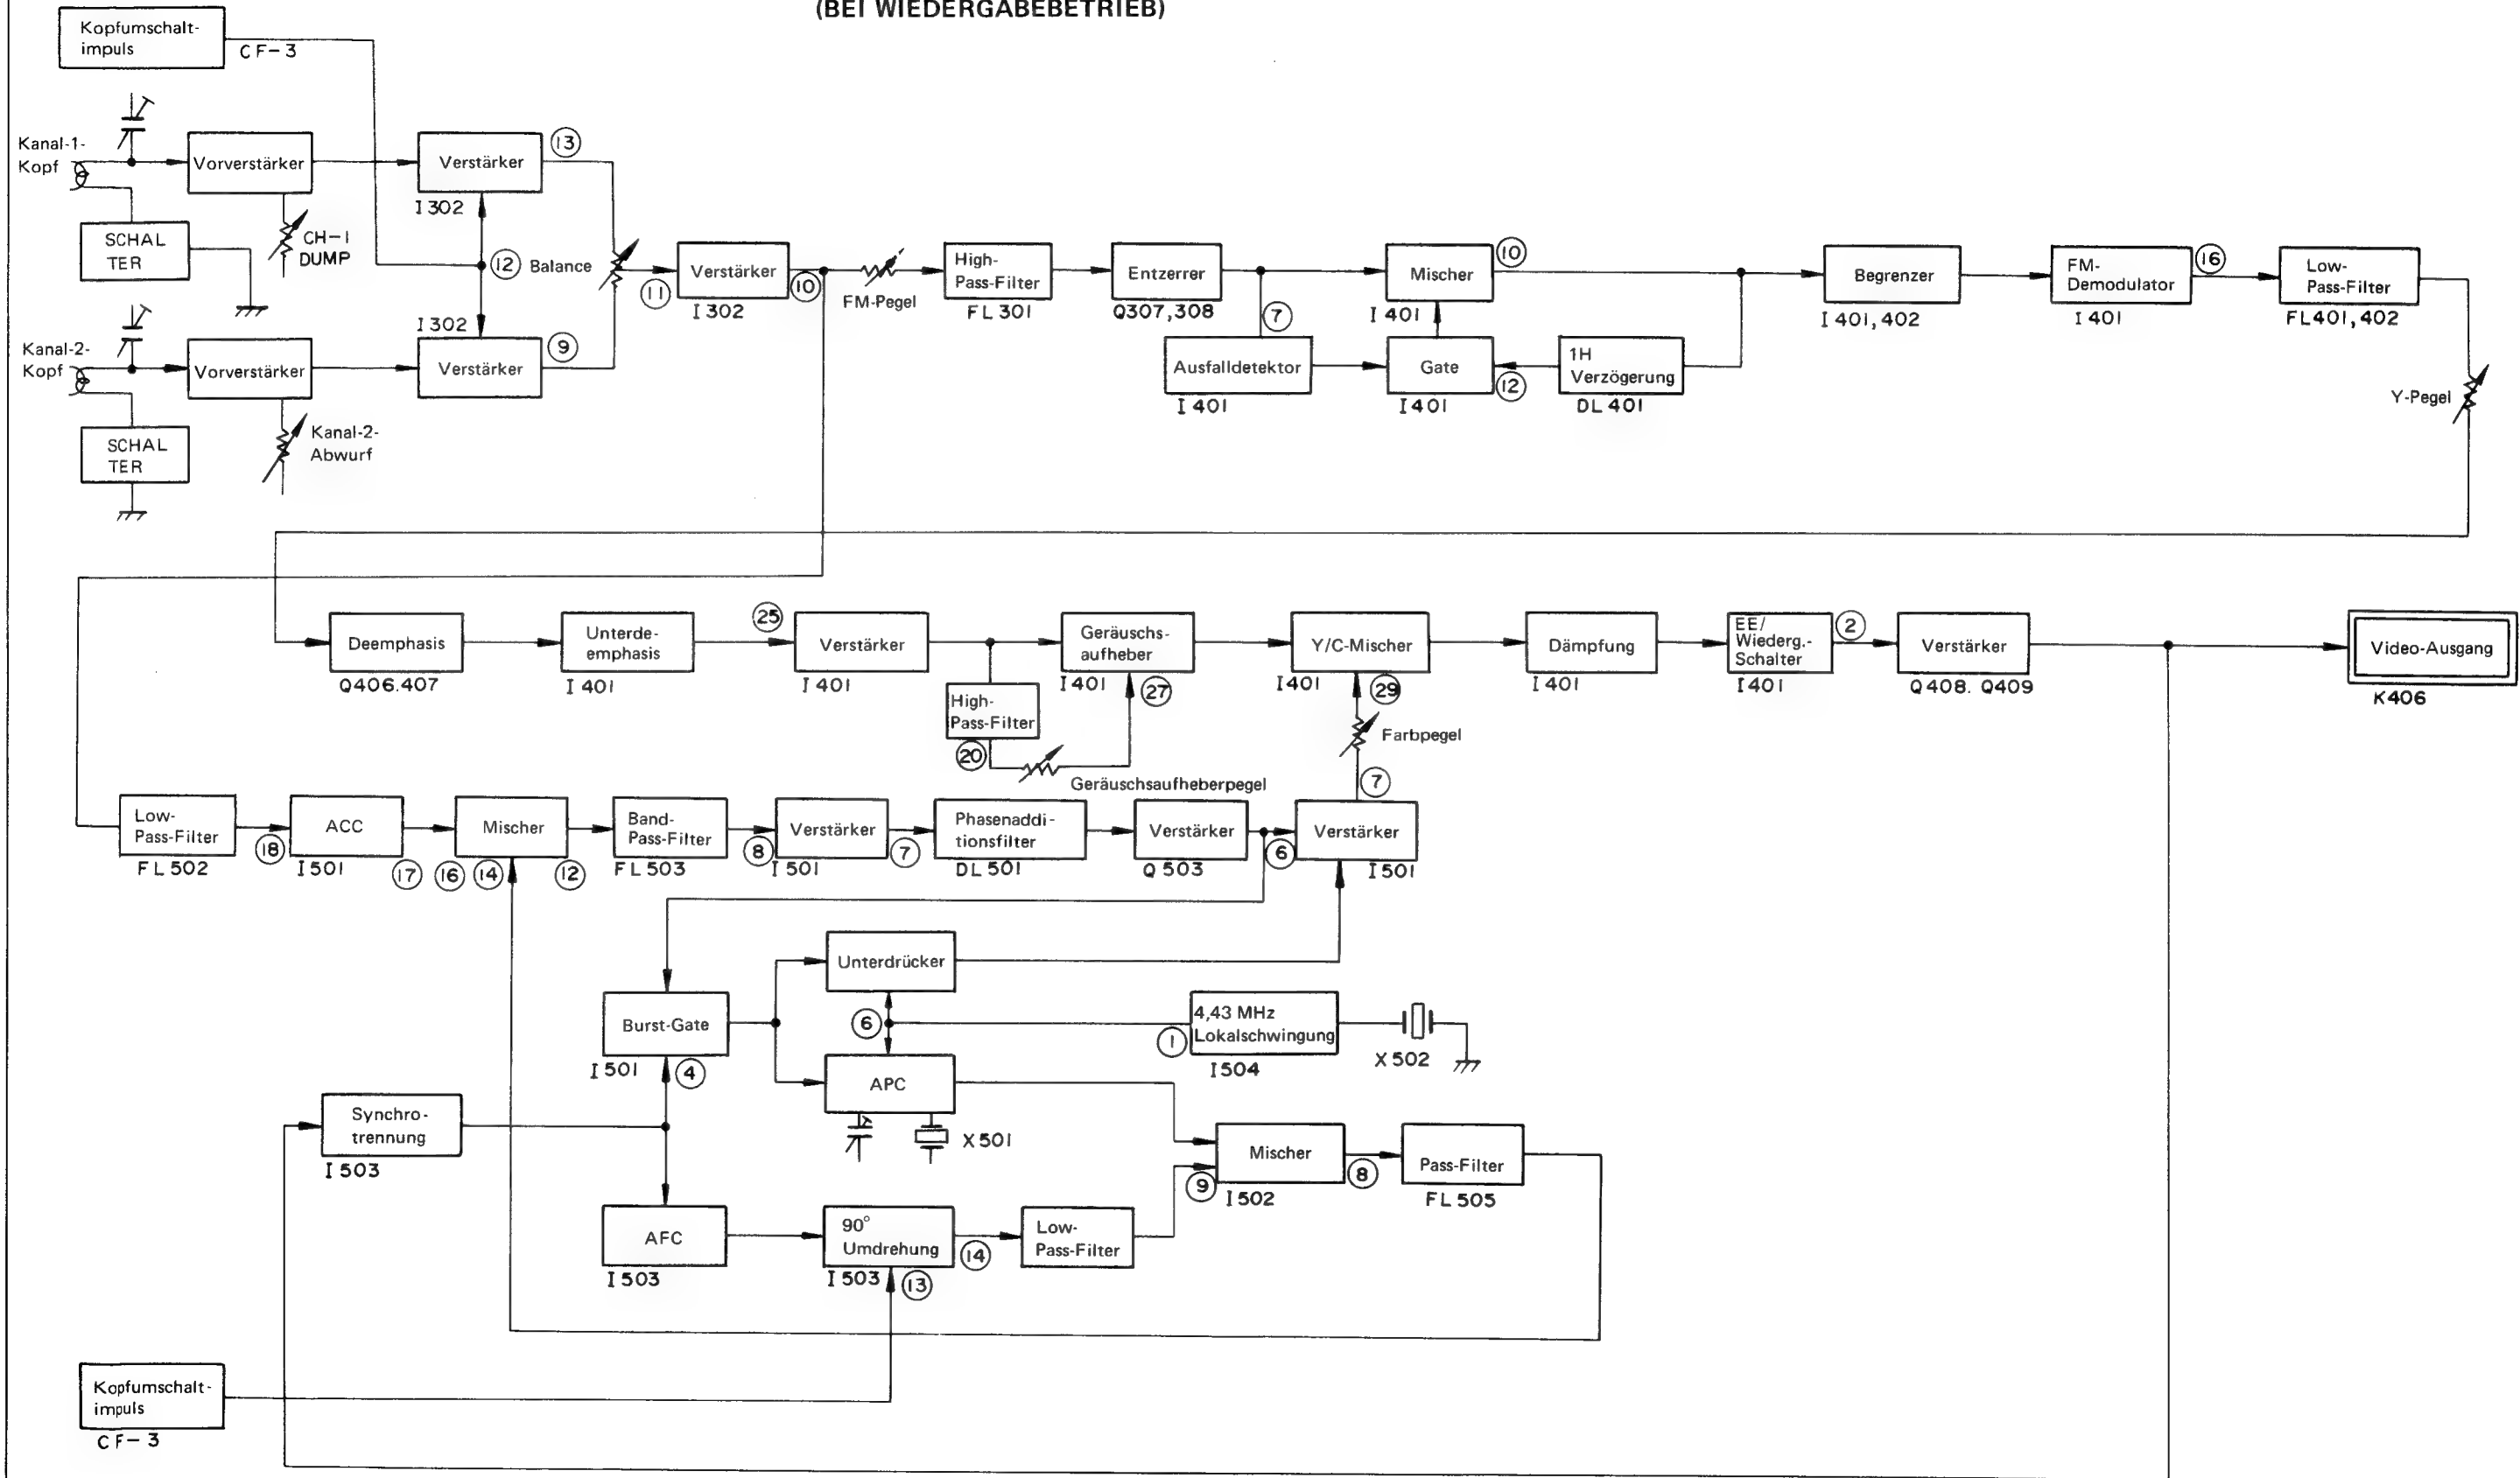 (BEI WIEDERGABEBETRIEB)
Kopfumschalt-
impuls
CF-3
Kanal-1-
Kopf
Vorverstärker
Verstärker
13
I 302
SCHAL
TER
CH-1
DUMP
12
Balance
11
Verstärker
10
I 302
FM-Pegel
High-
Pass-Filter
FL 301
Entzerrer
Q307,308
7
Mischer
10
I 401
Begrenzer
I 401, 402
FM-
Demodulator
16
I 401
Low-
Pass-Filter
FL401, 402
Kanal-2-
Kopf
Vorverstärker
I 302
Verstärker
9
Ausfalldetektor
I 401
Gate
12
I 401
1H
Verzögerung
DL 401
Y-Pegel
SCHAL
TER
Kanal-2-
Abwurf
Deemphasis
Q406.407
Unterde-
emphasis
I 401
25
Verstärker
I 401
Geräuschs-
aufheber
I 401
27
Y/C-Mischer
I 401
29
Dämpfung
I 401
EE/
Wiederg.-
Schalter
I 401
2
Verstärker
Q408. Q409
Video-Ausgang
K406
High-
Pass-Filter
20
Geräuschsaufheberpegel
Farbpegel
7
Low-
Pass-Filter
FL 502
18
ACC
I 501
17
16
14
Mischer
12
Band-
Pass-Filter
FL 503
8
Verstärker
I 501
7
Phasenaddi-
tionsfilter
DL 501
Verstärker
Q 503
6
Verstärker
I 501
Unterdrücker
Burst-Gate
I 501
4
6
4,43 MHz
Lokalschwingung
1
I 504
X 502
APC
X 501
Synchro-
trennung
I 503
Mischer
9
I 502
8
Pass-Filter
FL 505
AFC
I 503
90°
Umdrehung
I 503
13
14
Low-
Pass-Filter
Kopfumschalt-
impuls
CF-3